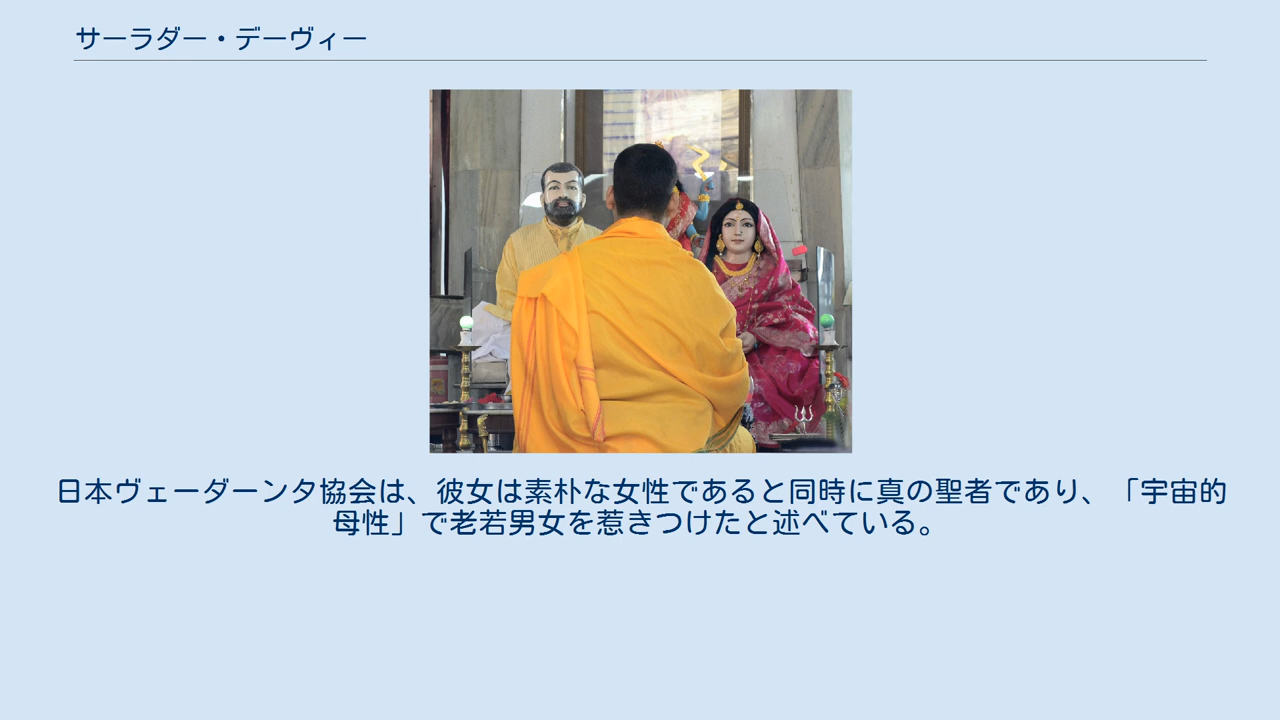 サーラダー・デーヴィー
日本ヴェーダーンタ協会は、彼女は素朴な女性であると同時に真の聖者であり、「宇宙的
母性」で老若男女を惹きつけたと述べている。